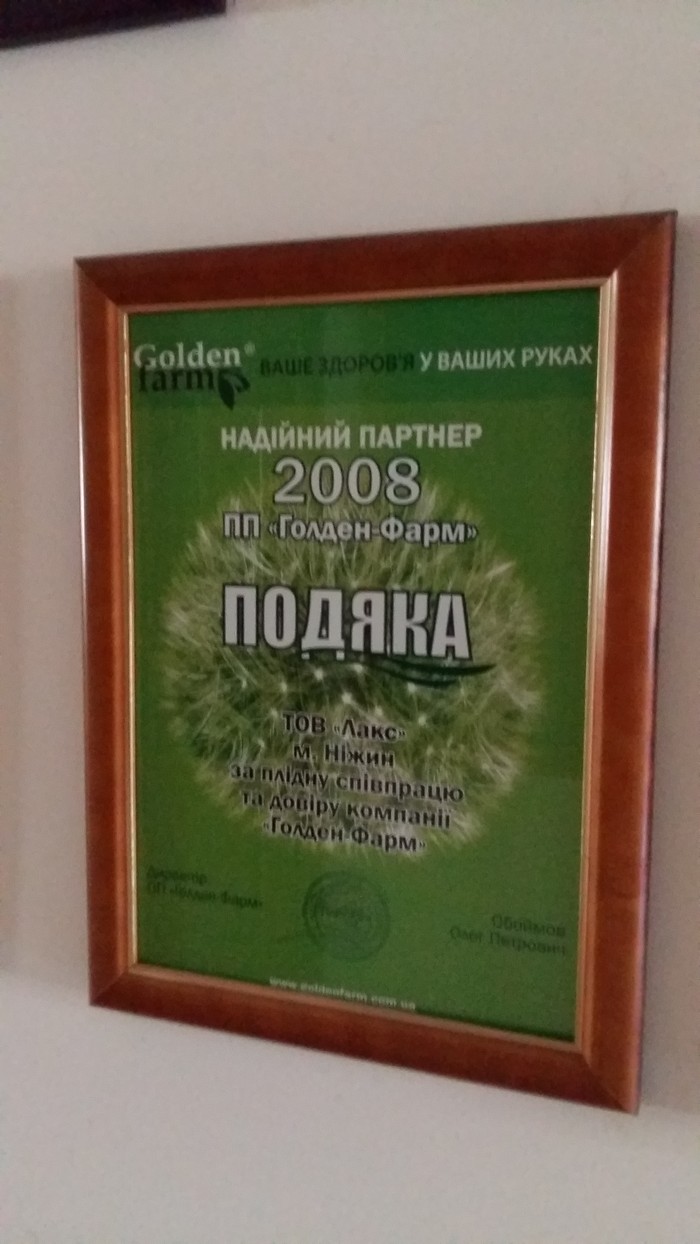 Golden®
farm
ВАШЕ ЗДОРОВ'Я У ВАШИХ РУКАХ
НАДІЙНИЙ ПАРТНЕР
2008
ПП «Голден-Фарм»
ПОДЯКА
ТОВ «Лакс»
м. Ніжин
за плідну співпрацю
та довіру компанії
«Голден-Фарм»
Директор
ПП «Голден-Фарм»
Обоймов
Олег Петрович
www.goldenfarm.com.ua